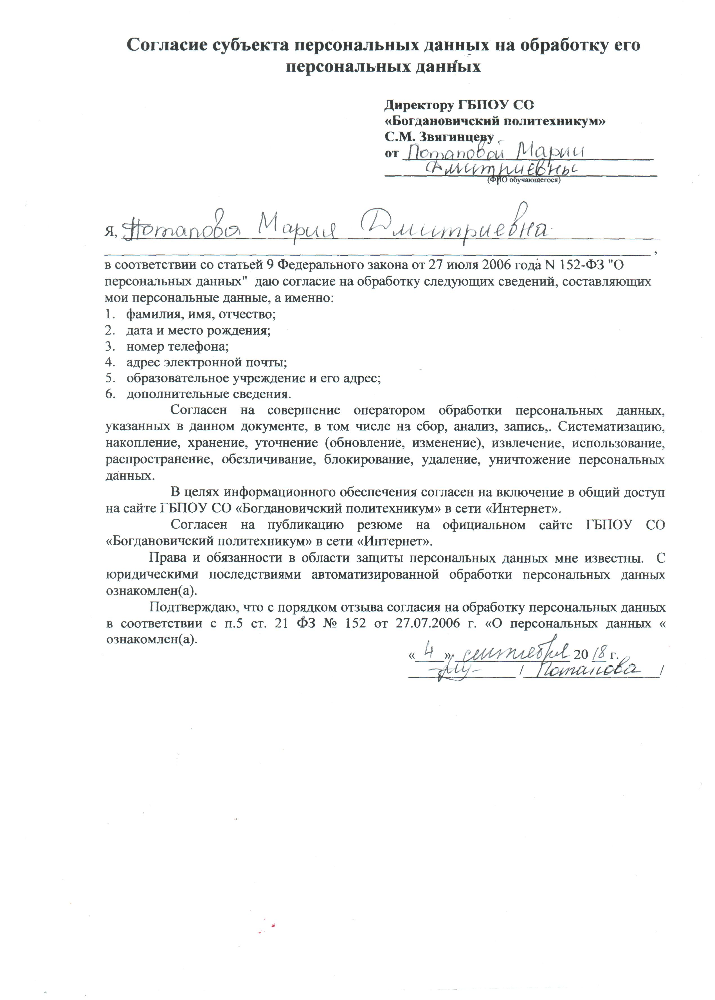 Согласие субъекта персональных данных на обработку его
персональных данных
Директору ГБПОУ СО
«Богдановичский политехникум»
С.М. Звягинцеву
от Потаповой Марии
Дмитриевны
(ФИО обучающегося)
Я, Потапова Мария Дмитриевна
,
в соответствии со статьей 9 Федерального закона от 27 июля 2006 года N 152-ФЗ "О
персональных данных" даю согласие на обработку следующих сведений, составляющих
мои персональные данные, а именно:
1. фамилия, имя, отчество;
2. дата и место рождения;
3. номер телефона;
4. адрес электронной почты;
5. образовательное учреждение и его адрес;
6. дополнительные сведения.
Согласен на совершение оператором обработки персональных данных,
указанных в данном документе, в том числе на сбор, анализ, запись,. Систематизацию,
накопление, хранение, уточнение (обновление, изменение), извлечение, использование,
распространение, обезличивание, блокирование, удаление, уничтожение персональных
данных.
В целях информационного обеспечения согласен на включение в общий доступ
на сайте ГБПОУ СО «Богдановичский политехникум» в сети «Интернет».
Согласен на публикацию резюме на официальном сайте ГБПОУ СО
«Богдановичский политехникум» в сети «Интернет».
Права и обязанности в области защиты персональных данных мне известны. С
юридическими последствиями автоматизированной обработки персональных данных
ознакомлен(а).
Подтверждаю, что с порядком отзыва согласия на обработку персональных данных
в соответствии с п.5 ст. 21 ФЗ № 152 от 27.07.2006 г. «О персональных данных «
ознакомлен(а).
« 4 » сентября 20 18 г.
/ Потапова /